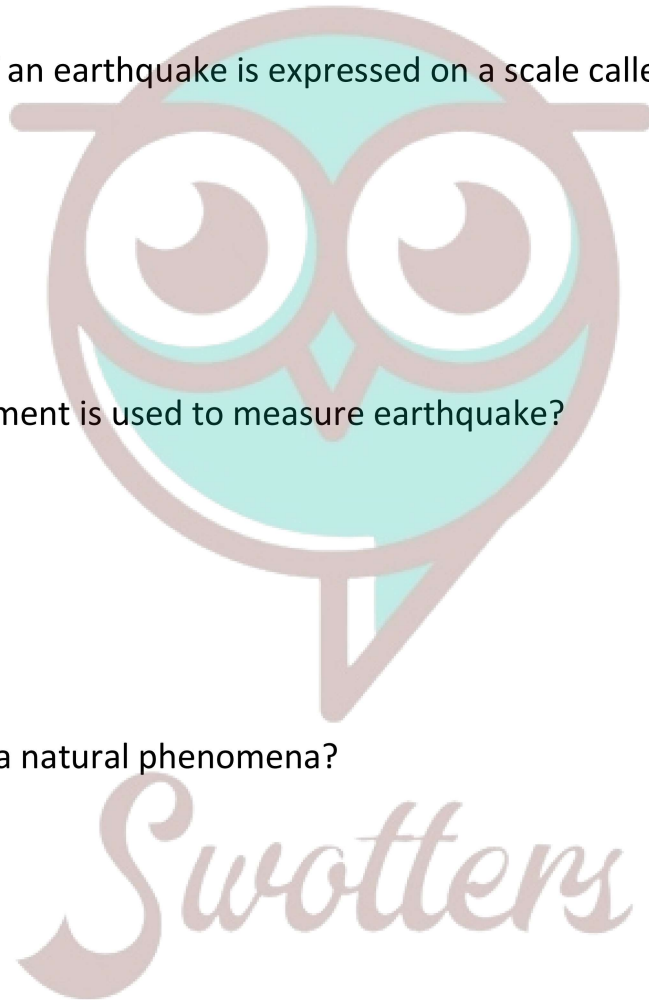 an earthquake is expressed on a scale calle
ment is used to measure earthquake?
a natural phenomena?
Swotters